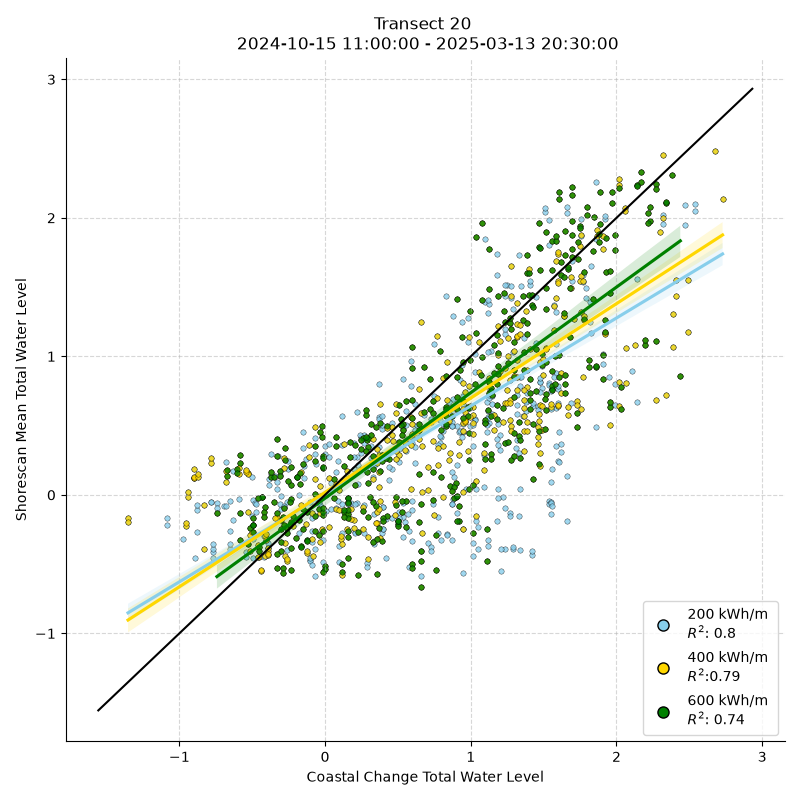 Transect 20
2024-10-15 11:00:00 - 2025-03-13 20:30:00
Shorescan Mean Total Water Level
3
2
1
0
−1
−1 0 1 2 3
Coastal Change Total Water Level
200 kWh/m
R²: 0.8
400 kWh/m
R²:0.79
600 kWh/m
R²: 0.74